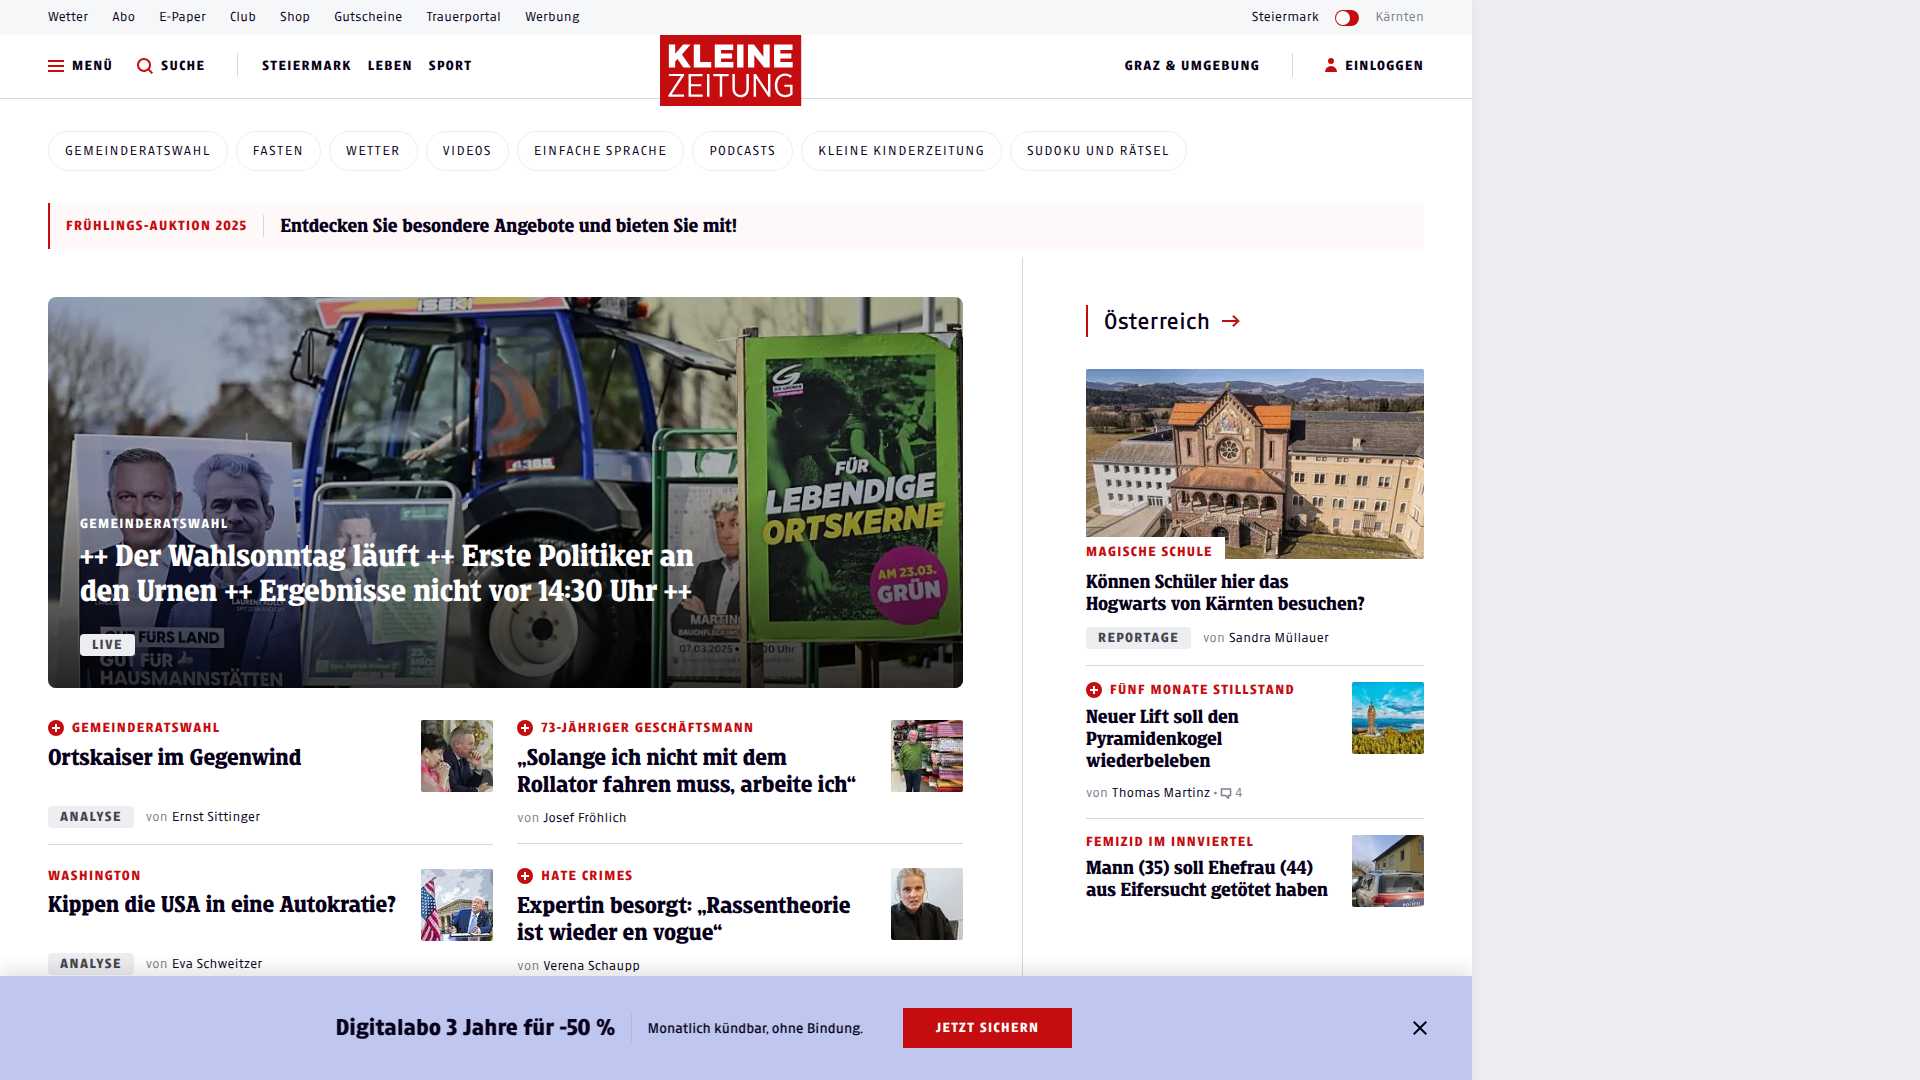 Wetter Abo E-Paper Club Shop Gutscheine Trauerportal Werbung Steiermark Kärnten
MENÜ SUCHE STEIERMARK LEBEN SPORT KLEINE ZEITUNG GRAZ & UMGEBUNG EINLOGGEN
GEMEINDERATSWAHL FASTEN WETTER VIDEOS EINFACHE SPRACHE PODCASTS KLEINE KINDERZEITUNG SUDOKU UND RÄTSEL
FRÜHLINGS-AUKTION 2025 Entdecken Sie besondere Angebote und bieten Sie mit!
ISEKI
FÜR
LEBENDIGE
ORTSKERNE
AM 23.03.
GRÜN
GEMEINDERATSWAHL
++ Der Wahlsonntag läuft ++ Erste Politiker an
den Urnen ++ Ergebnisse nicht vor 14:30 Uhr ++
LIVE
FÜRS LAND
GUT FÜR
HAUSMANNSTÄTTEN
MARTIN
07.03.2025
Uhr
GEMEINDERATSWAHL
Ortskaiser im Gegenwind
ANALYSE von Ernst Sittinger
73-JÄHRIGER GESCHÄFTSMANN
„Solange ich nicht mit dem
Rollator fahren muss, arbeite ich“
von Josef Fröhlich
WASHINGTON
Kippen die USA in eine Autokratie?
ANALYSE von Eva Schweitzer
HATE CRIMES
Expertin besorgt: „Rassentheorie
ist wieder en vogue“
von Verena Schaupp
Österreich
MAGISCHE SCHULE
Können Schüler hier das
Hogwarts von Kärnten besuchen?
REPORTAGE von Sandra Müllauer
FÜNF MONATE STILLSTAND
Neuer Lift soll den
Pyramidenkogel
wiederbeleben
von Thomas Martinz • 4
FEMIZID IM INNVIERTEL
Mann (35) soll Ehefrau (44)
aus Eifersucht getötet haben
Digitalabo 3 Jahre für -50 % Monatlich kündbar, ohne Bindung. JETZT SICHERN